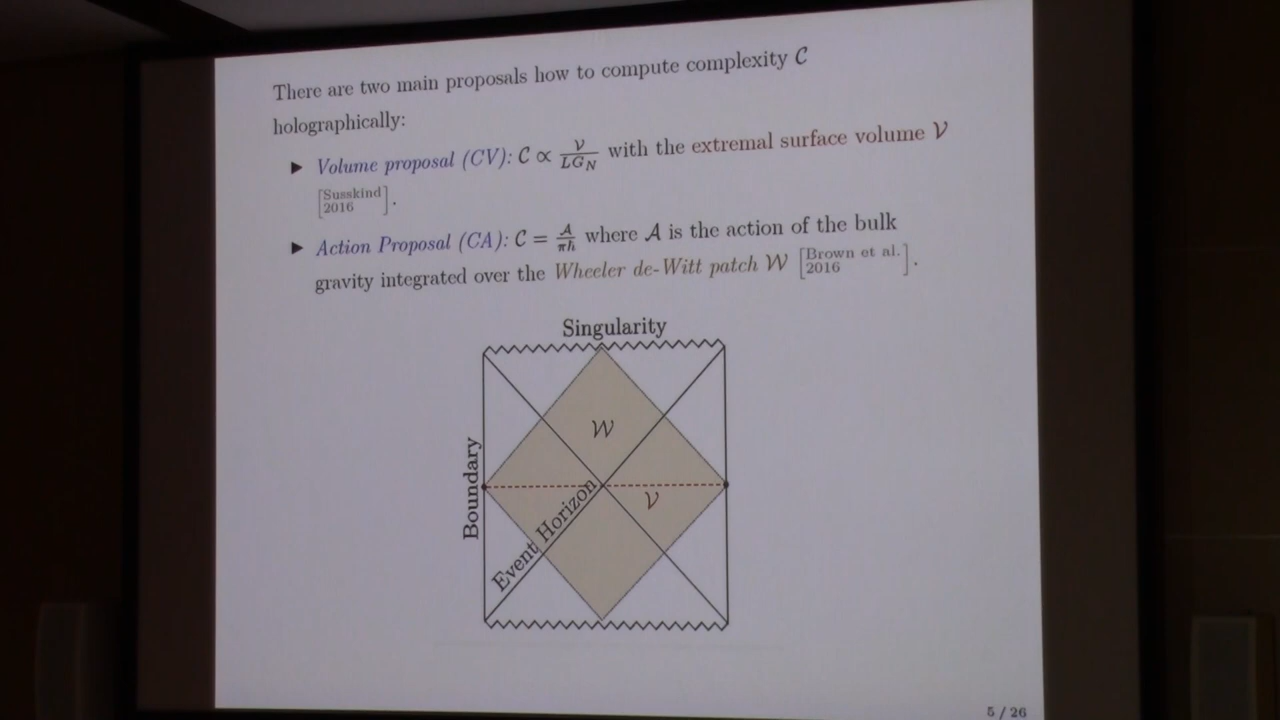 There are two main proposals how to compute complexity 𝒞
holographically:
▶ Volume proposal (CV): 𝒞 ∝ 𝒱/LG_N with the extremal surface volume 𝒱
[Susskind 2016].
▶ Action Proposal (CA): 𝒞 = 𝒜/πħ where 𝒜 is the action of the bulk
gravity integrated over the Wheeler de-Witt patch 𝒲 [Brown et al. 2016].
Singularity
𝒲
Boundary
𝒱
Event Horizon
5 / 26